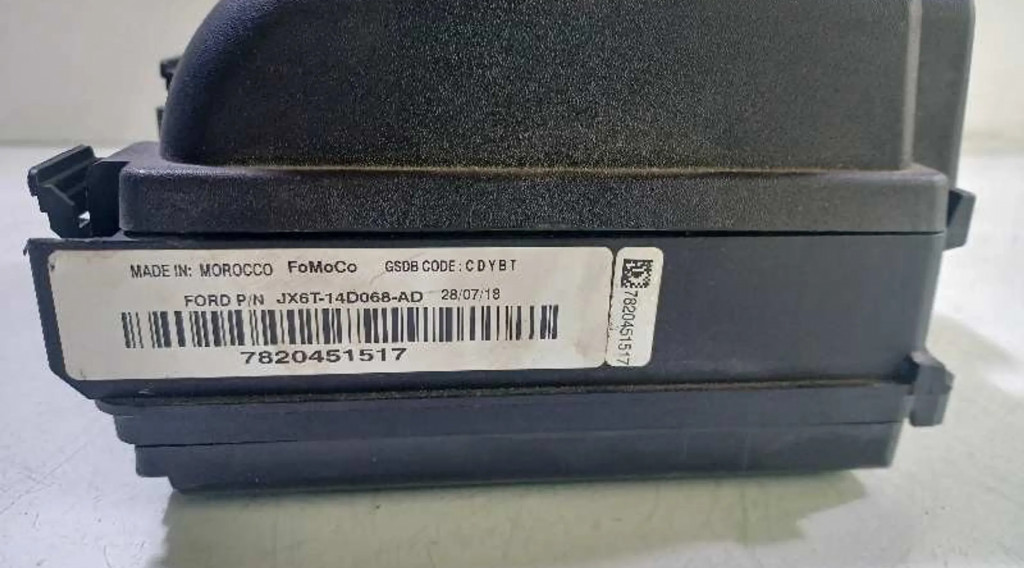 MADE IN: MOROCCO FoMoCo GSDB CODE: CDYBT
FORD P/N JX6T-14D068-AD 28/07/18
7820451517
7820451517